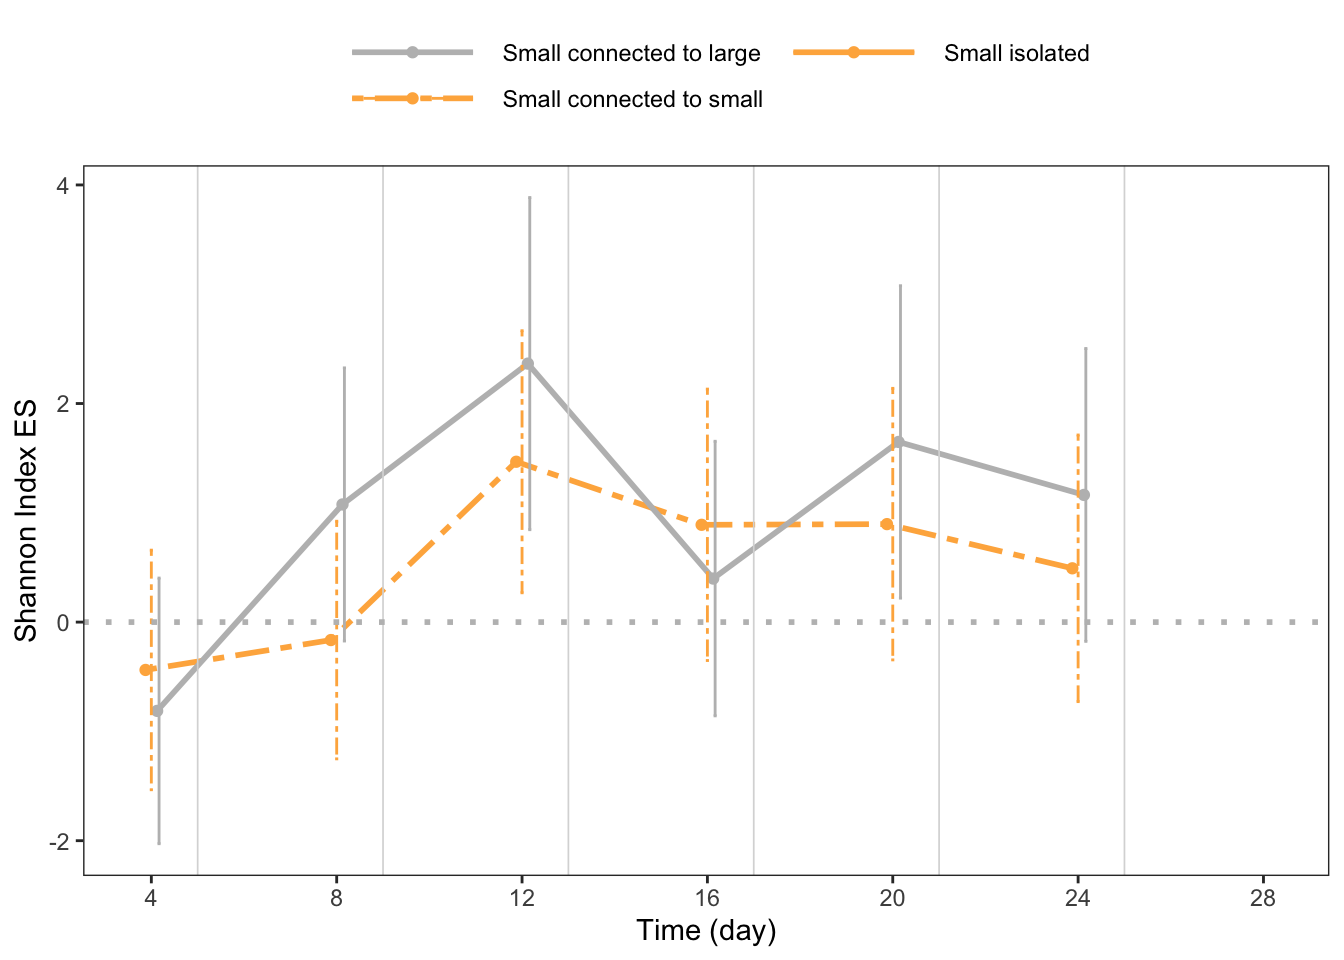 Small connected to large
Small isolated
Small connected to small
Shannon Index ES
4
2
0
-2
4
8
12
16
20
24
28
Time (day)